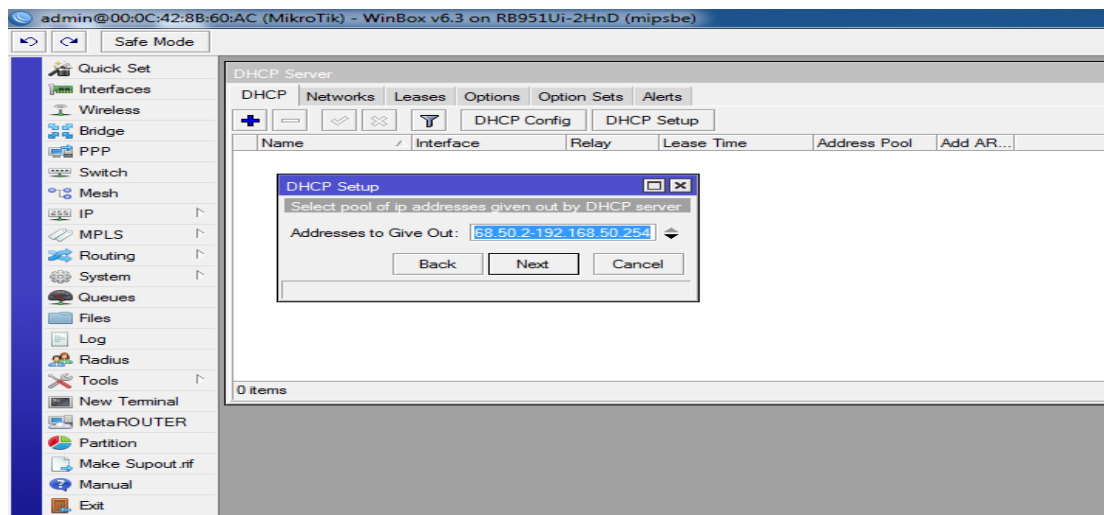 admin@00:0C:42:8B:60:AC (MikroTik) - WinBox v6.3 on RB951Ui-2HnD (mipsbe)
Safe Mode
Quick Set
Interfaces
Wireless
Bridge
PPP
Switch
Mesh
255 IP
MPLS
Routing
System
Queues
Files
Log
Radius
Tools
New Terminal
MetaROUTER
Partition
Make Supout.rif
Manual
Exit
DHCP Server
DHCP Networks Leases Options Option Sets Alerts
DHCP Config DHCP Setup
Name Interface Relay Lease Time Address Pool Add AR...
DHCP Setup
Select pool of ip addresses given out by DHCP server
Addresses to Give Out: 68.50.2-192.168.50.254
Back Next Cancel
0 items